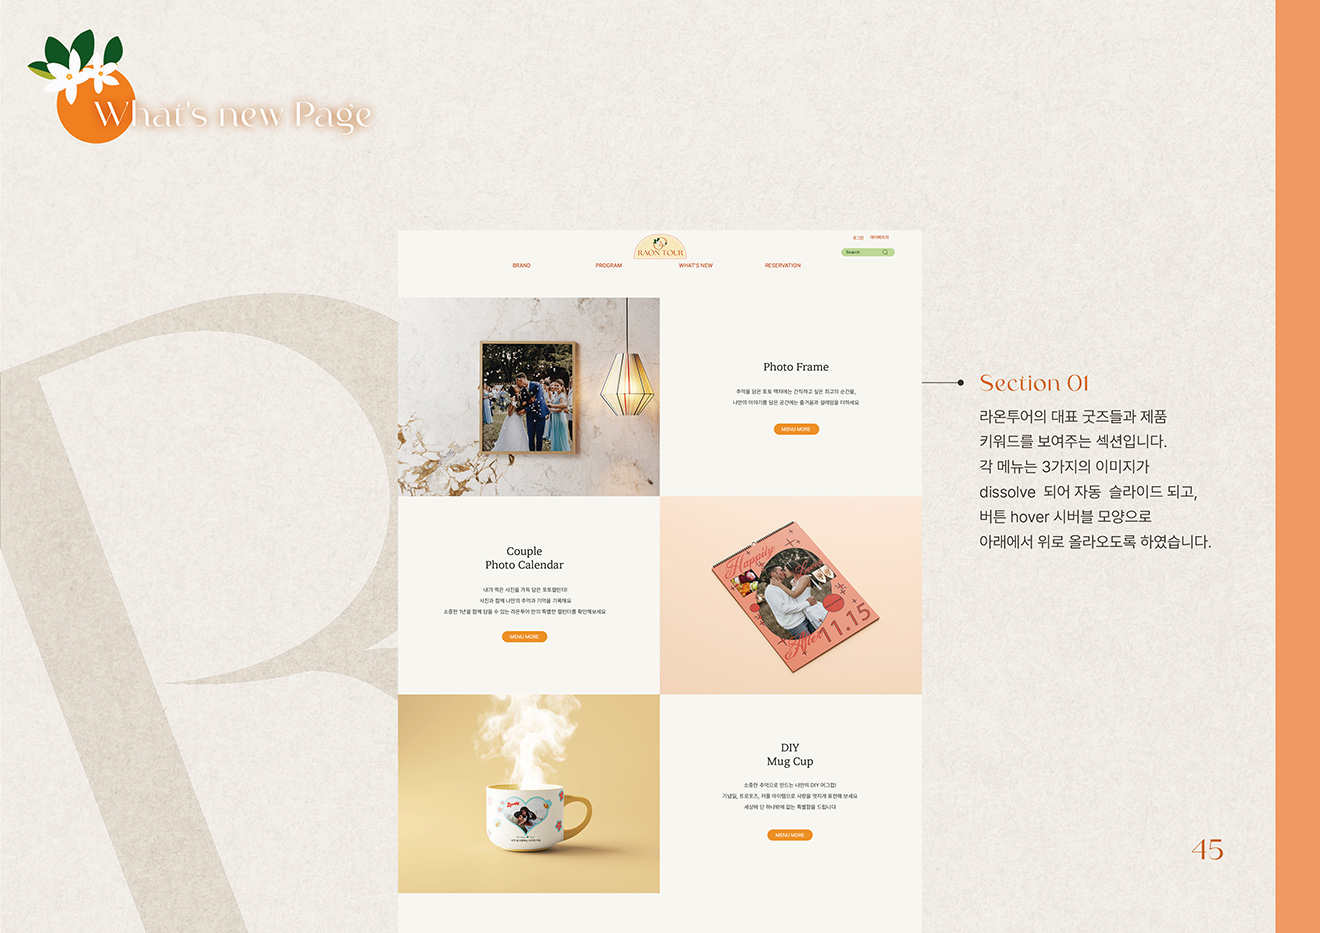 What's new Page
로그인 마이페이지
RAON TOUR
Search
BRAND PROGRAM WHAT'S NEW RESERVATION
Photo Frame
추억을 담은 포토 액자에는 간직하고 싶은 최고의 순간을,
나만의 이야기를 담은 공간에는 즐거움과 설레임을 더하세요
MENU MORE
Section 01
라온투어의 대표 굿즈들과 제품
키워드를 보여주는 섹션입니다.
각 메뉴는 3가지의 이미지가
dissolve 되어 자동 슬라이드 되고,
버튼 hover 시버블 모양으로
아래에서 위로 올라오도록 하였습니다.
Couple
Photo Calendar
내가 찍은 사진을 가득 담은 포토캘린더!
사진과 함께 나만의 추억과 기억을 기록해요
소중한 1년을 함께 담을 수 있는 라온투어 만의 특별한 캘린더를 확인해보세요
MENU MORE
Happily
Ever
After
11.15
DIY
Mug Cup
소중한 추억으로 만드는 나만의 DIY 머그컵!
기념일, 프로포즈, 커플 아이템으로 사랑을 멋지게 표현해 보세요
세상에 단 하나밖에 없는 특별함을 드립니다
MENU MORE
Lovely
45